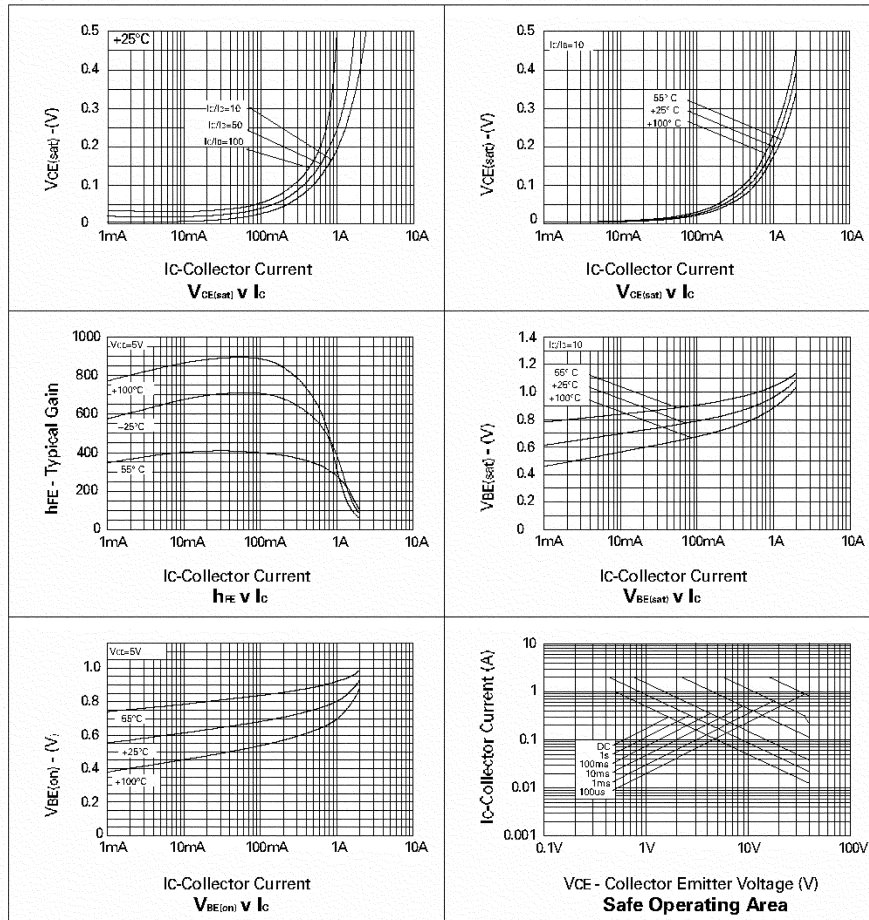 +25°C
0.5
0.4
0.3
0.2
0.1
0
VCE(sat) -(V)
IC/IB=10
IC/IB=50
IC/IB=100
1mA 10mA 100mA 1A 10A
IC-Collector Current
VCE(sat) v IC
IC/IB=10
0.5
0.4
0.3
0.2
0.1
0
VCE(sat) -(V)
55° C
+25° C
+100° C
1mA 10mA 100mA 1A 10A
IC-Collector Current
VCE(sat) v IC
1000
800
600
400
200
0
hFE - Typical Gain
+100°C
-25°C
55° C
1mA 10mA 100mA 1A 10A
IC-Collector Current
hFE v IC
IC/IB=10
1.4
1.2
1.0
0.8
0.6
0.4
0.2
0
VBE(sat) - (V)
55° C
+25°C
+100°C
1mA 10mA 100mA 1A 10A
IC-Collector Current
VBE(sat) v IC
1.0
0.8
0.6
0.4
0.2
0
VBE(on) - (V)
55°C
+25°C
+100°C
1mA 10mA 100mA 1A 10A
IC-Collector Current
VBE(on) v IC
10
1
0.1
0.01
0.001
IC-Collector Current (A)
DC
1s
100ms
10ms
1ms
100us
0.1V 1V 10V 100V
VCE - Collector Emitter Voltage (V)
Safe Operating Area